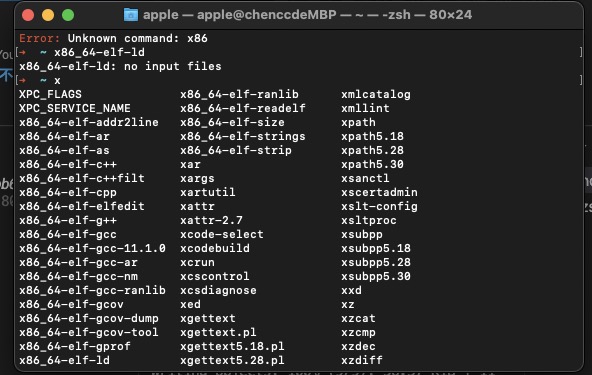 apple — apple@chenccdeMBP — ~ — -zsh — 80×24
Error: Unknown command: x86
[→ ~ x86_64-elf-ld ]
x86_64-elf-ld: no input files
[→ ~ x ]
XPC_FLAGS x86_64-elf-ranlib xmlcatalog
XPC_SERVICE_NAME x86_64-elf-readelf xmllint
x86_64-elf-addr2line x86_64-elf-size xpath
x86_64-elf-ar x86_64-elf-strings xpath5.18
x86_64-elf-as x86_64-elf-strip xpath5.28
x86_64-elf-c++ xar xpath5.30
x86_64-elf-c++filt xargs xsanctl
x86_64-elf-cpp xartutil xscertadmin
x86_64-elf-elfedit xattr xslt-config
x86_64-elf-g++ xattr-2.7 xsltproc
x86_64-elf-gcc xcode-select xsubpp
x86_64-elf-gcc-11.1.0 xcodebuild xsubpp5.18
x86_64-elf-gcc-ar xcrun xsubpp5.28
x86_64-elf-gcc-nm xcscontrol xsubpp5.30
x86_64-elf-gcc-ranlib xcsdiagnose xxd
x86_64-elf-gcov xed xz
x86_64-elf-gcov-dump xgettext xzcat
x86_64-elf-gcov-tool xgettext.pl xzcmp
x86_64-elf-gprof xgettext5.18.pl xzdec
x86_64-elf-ld xgettext5.28.pl xzdiff